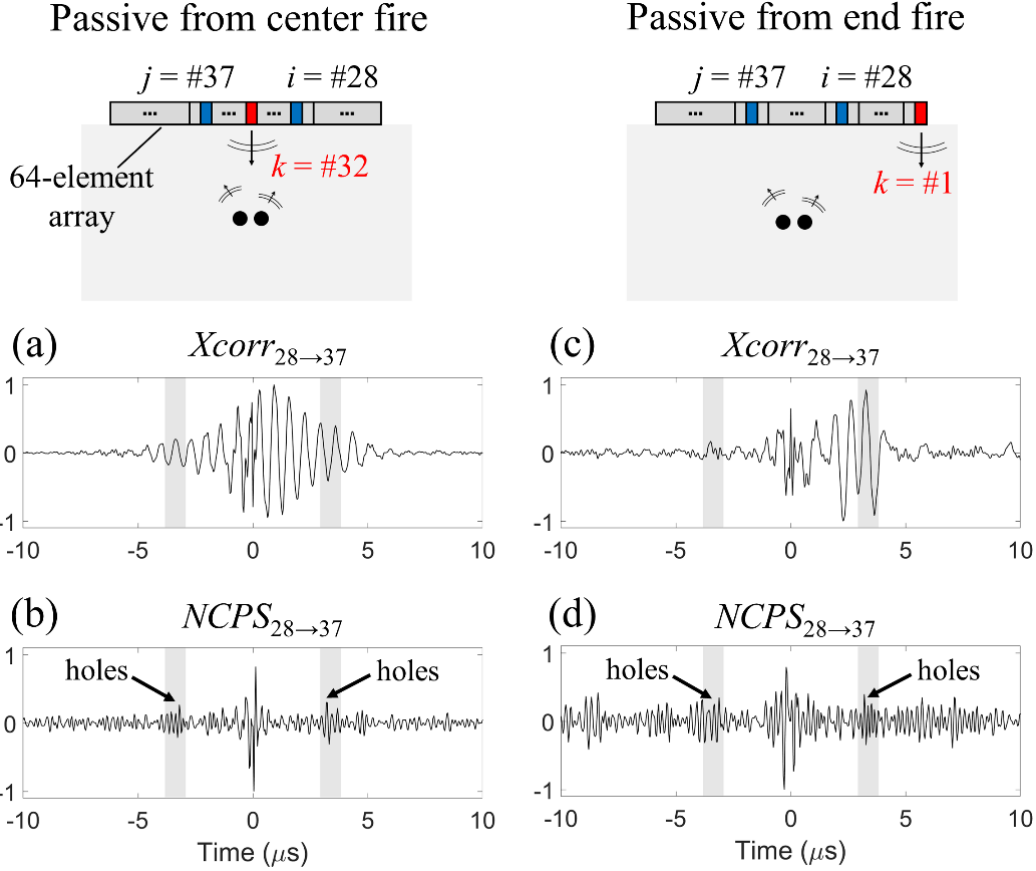 Passive from center fire
Passive from end fire
j = #37
i = #28
j = #37
i = #28
...
...
...
...
...
...
...
...
k = #32
k = #1
64-element
array
(a)
Xcorr28→37
(c)
Xcorr28→37
1
0
-1
-10
-5
0
5
10
1
0
-1
-10
-5
0
5
10
(b)
NCPS28→37
(d)
NCPS28→37
1
0
-1
holes
holes
-10
-5
0
5
10
Time (μs)
1
0
-1
holes
holes
-10
-5
0
5
10
Time (μs)